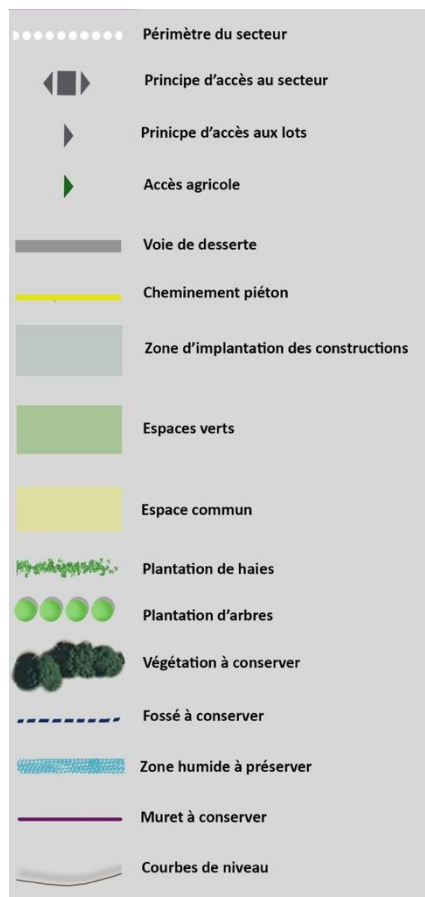 Périmètre du secteur
Principe d'accès au secteur
Prinicpe d'accès aux lots
Accès agricole
Voie de desserte
Cheminement piéton
Zone d'implantation des constructions
Espaces verts
Espace commun
Plantation de haies
Plantation d'arbres
Végétation à conserver
Fossé à conserver
Zone humide à préserver
Muret à conserver
Courbes de niveau